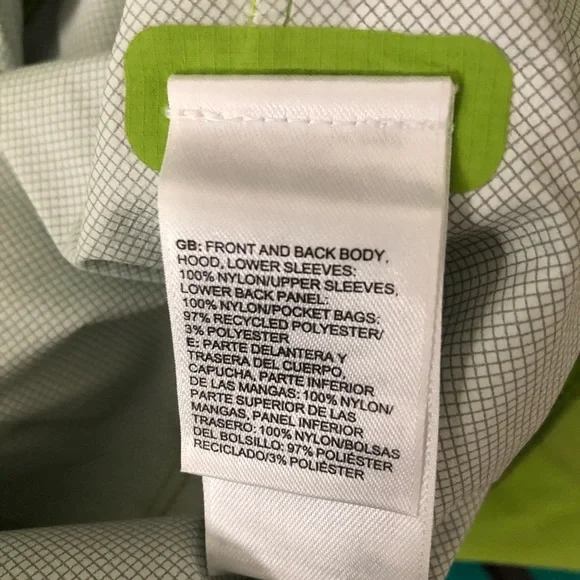 GB: FRONT AND BACK BODY,
HOOD, LOWER SLEEVES:
100% NYLON/UPPER SLEEVES,
LOWER BACK PANEL:
100% NYLON/POCKET BAGS:
97% RECYCLED POLYESTER/
3% POLYESTER
E: PARTE DELANTERA Y
TRASERA DEL CUERPO,
CAPUCHA, PARTE INFERIOR
DE LAS MANGAS: 100% NYLON/
PARTE SUPERIOR DE LAS
MANGAS, PANEL INFERIOR
TRASERO: 100% NYLON/BOLSAS
DEL BOLSILLO: 97% POLIÉSTER
RECICLADO/3% POLIÉSTER